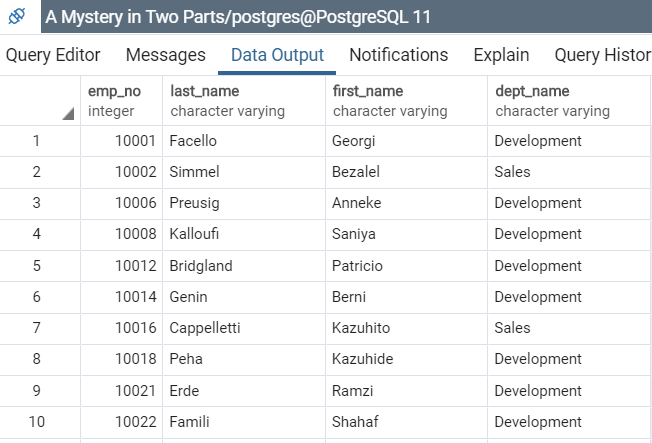 A Mystery in Two Parts/postgres@PostgreSQL 11
Query Editor Messages Data Output Notifications Explain Query Histor
emp_no last_name first_name dept_name
integer character varying character varying character varying
1 10001 Facello Georgi Development
2 10002 Simmel Bezalel Sales
3 10006 Preusig Anneke Development
4 10008 Kalloufi Saniya Development
5 10012 Bridgland Patricio Development
6 10014 Genin Berni Development
7 10016 Cappelletti Kazuhito Sales
8 10018 Peha Kazuhide Development
9 10021 Erde Ramzi Development
10 10022 Famili Shahaf Development